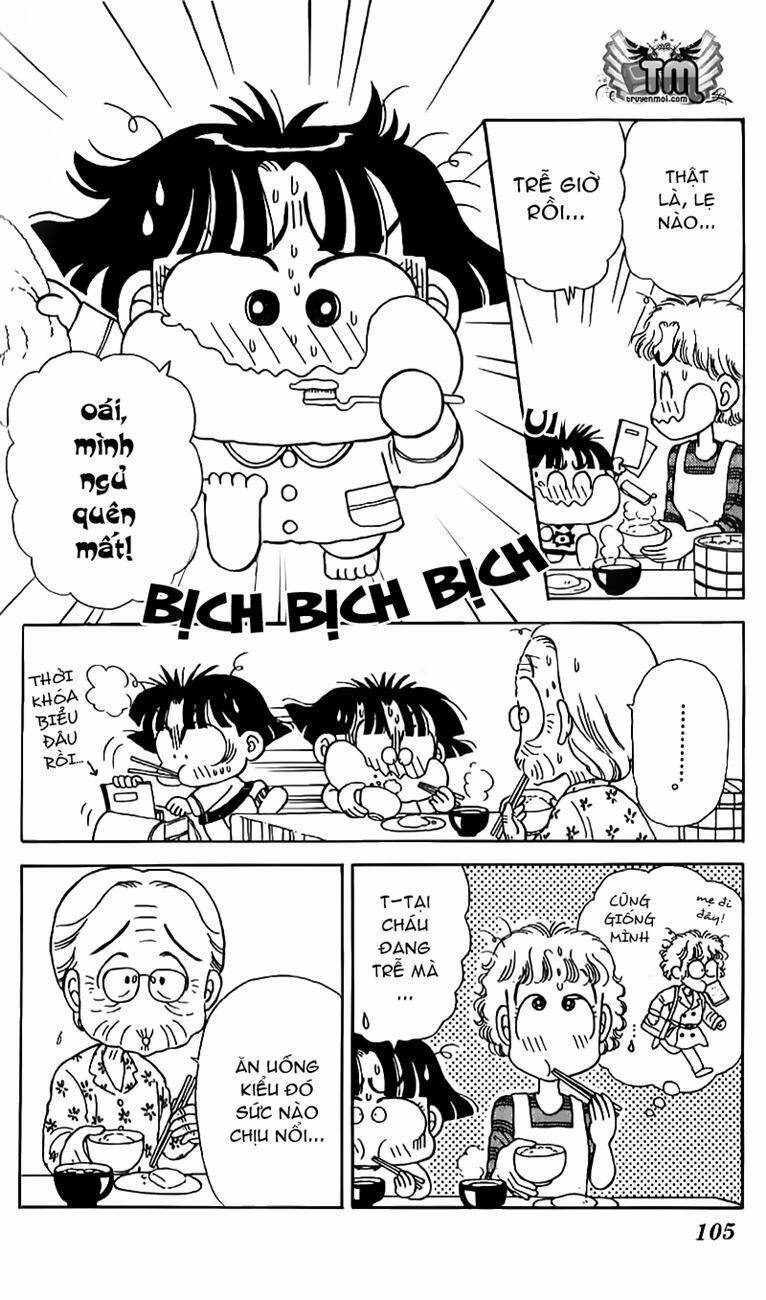 TM
truyenmoi.com
OÁI,
MÌNH
NGỦ
QUÊN
MẤT!
BỊCH BỊCH BỊCH
TRỄ GIỜ
RỒI...
THẬT
LÀ, LẸ
NÀO...
UI
THỜI
KHÓA
BIỂU
ĐÂU
RỒI...
.........
ĂN UỐNG
KIỂU ĐÓ
SỨC NÀO
CHỊU NỔI...
T-TẠI
CHÁU
ĐANG
TRỄ MÀ
...
CŨNG
GIỐNG
MÌNH
mẹ đi
đây!
...
105